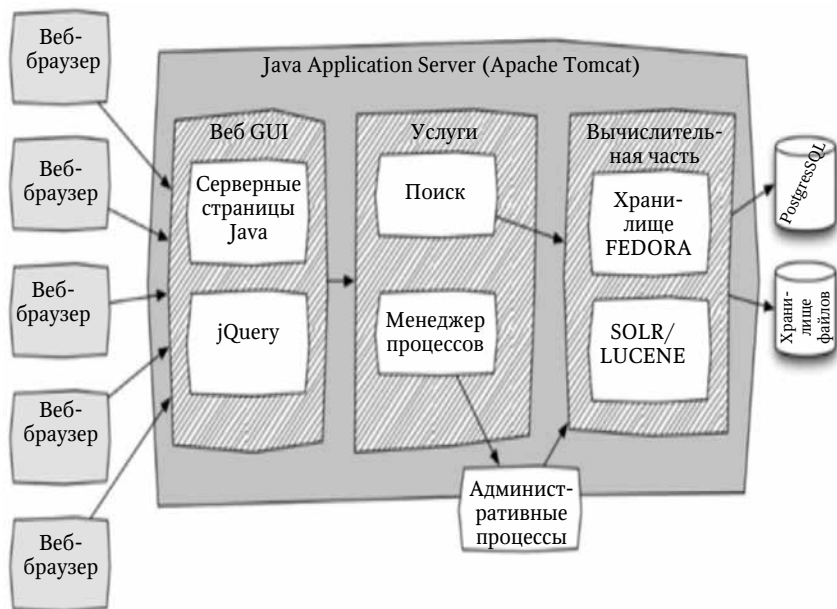 Веб-
браузер
Веб-
браузер
Веб-
браузер
Веб-
браузер
Веб-
браузер
Java Application Server (Apache Tomcat)
Веб GUI
Серверные
страницы
Java
jQuery
Услуги
Поиск
Менеджер
процессов
Админист-
ративные
процессы
Вычислитель-
ная часть
Храни-
лище
FEDORA
SOLR/
LUCENE
PostgresSQL
Храни-
лище
файлов